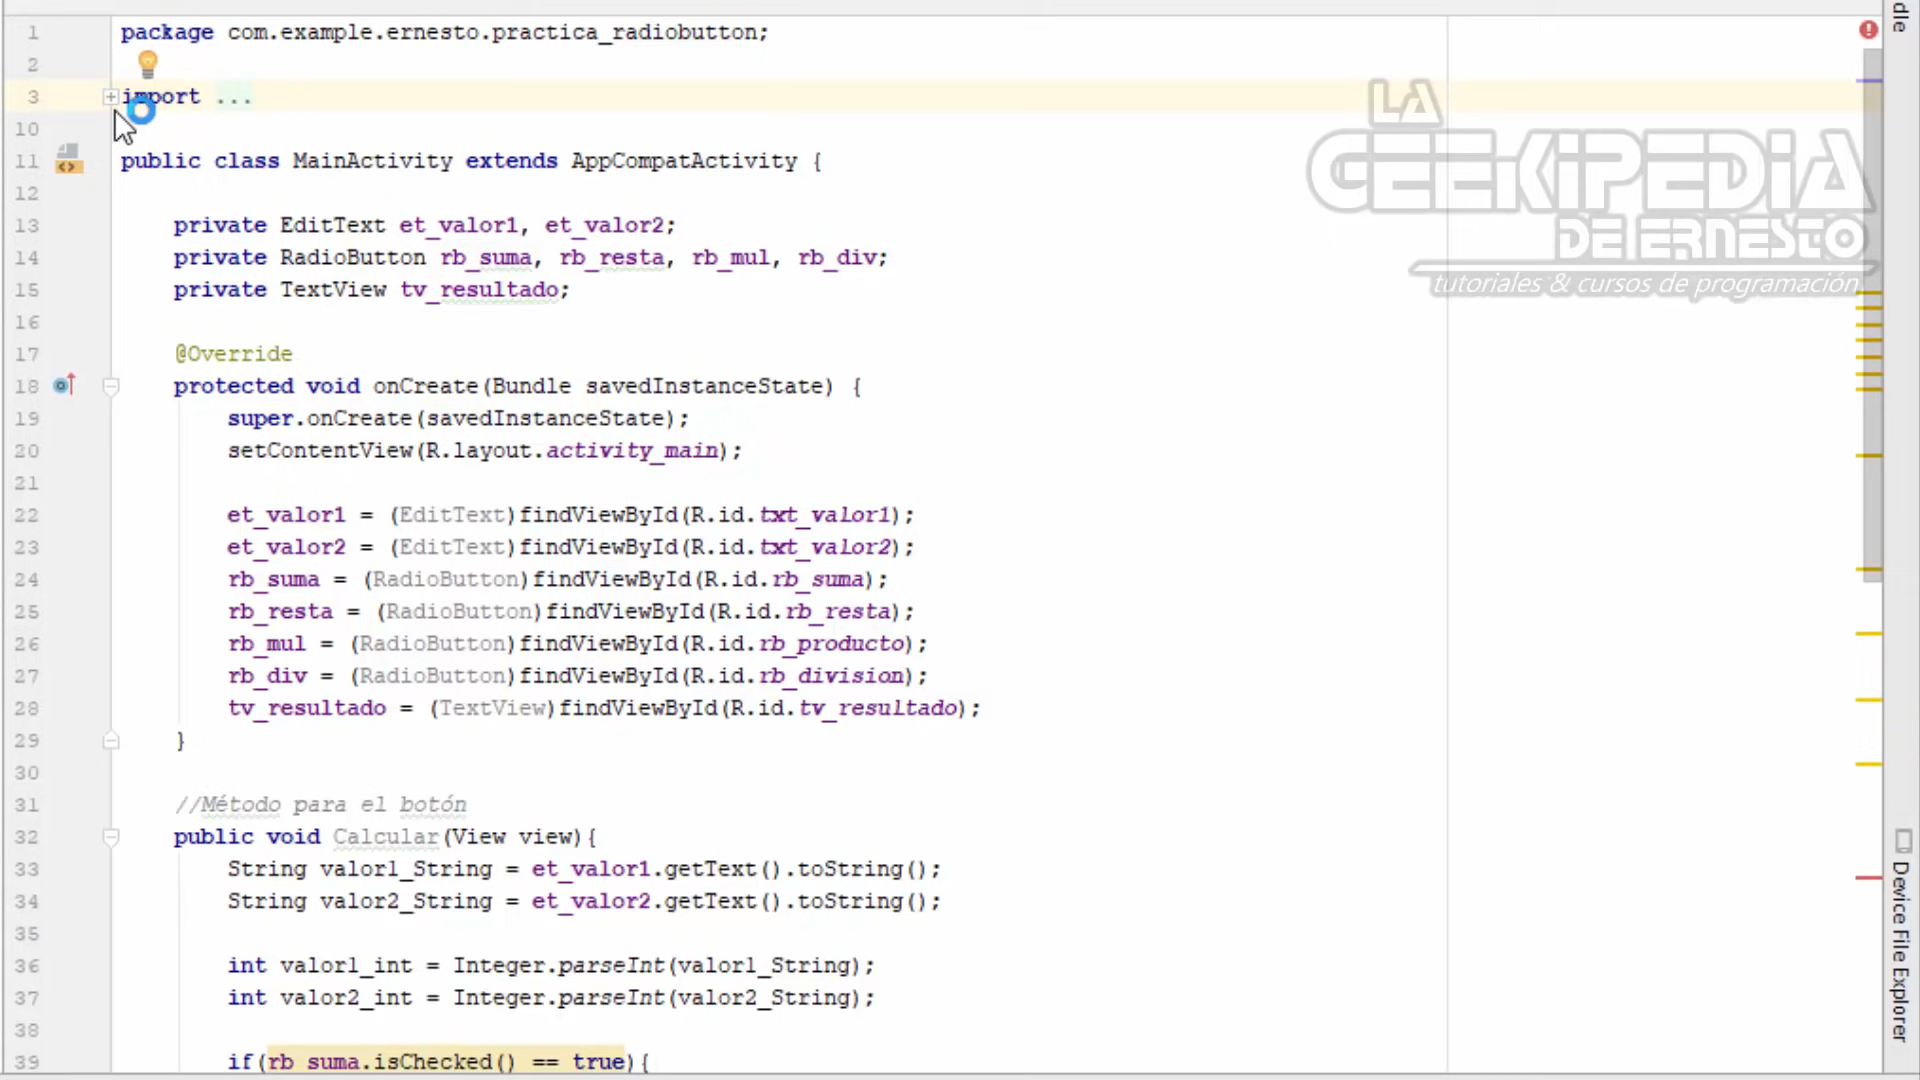 dle
1 package com.example.ernesto.practica_radiobutton;
2
3 import ...
10
11 public class MainActivity extends AppCompatActivity {
12
13 private EditText et_valor1, et_valor2;
14 private RadioButton rb_suma, rb_resta, rb_mul, rb_div;
15 private TextView tv_resultado;
16
17 @Override
18 protected void onCreate(Bundle savedInstanceState) {
19 super.onCreate(savedInstanceState);
20 setContentView(R.layout.activity_main);
21
22 et_valor1 = (EditText)findViewById(R.id.txt_valor1);
23 et_valor2 = (EditText)findViewById(R.id.txt_valor2);
24 rb_suma = (RadioButton)findViewById(R.id.rb_suma);
25 rb_resta = (RadioButton)findViewById(R.id.rb_resta);
26 rb_mul = (RadioButton)findViewById(R.id.rb_producto);
27 rb_div = (RadioButton)findViewById(R.id.rb_division);
28 tv_resultado = (TextView)findViewById(R.id.tv_resultado);
29 }
30
31 //Método para el botón
32 public void Calcular(View view){
33 String valor1_String = et_valor1.getText().toString();
34 String valor2_String = et_valor2.getText().toString();
35
36 int valor1_int = Integer.parseInt(valor1_String);
37 int valor2_int = Integer.parseInt(valor2_String);
38
39 if(rb_suma.isChecked() == true){
LA
GEEKIPEDIA
DE ERNESTO
tutoriales & cursos de programación
Device File Explorer